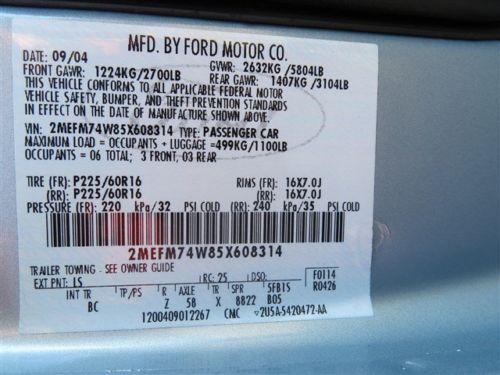 MFD. BY FORD MOTOR CO.
DATE: 09/04 GVWR: 2632KG/5804LB
FRONT GAWR: 1224KG/2700LB REAR GAWR: 1407KG/3104LB
THIS VEHICLE CONFORMS TO ALL APPLICABLE FEDERAL MOTOR
VEHICLE SAFETY, BUMPER, AND THEFT PREVENTION STANDARDS
IN EFFECT ON THE DATE OF MANUFACTURE SHOWN ABOVE.
VIN: 2MEFM74W85X608314 TYPE: PASSENGER CAR
MAXIMUM LOAD = OCCUPANTS + LUGGAGE = 499KG/1100LB
OCCUPANTS = 06 TOTAL; 3 FRONT, 03 REAR
TIRE (FR): P225/60R16 RIMS (FR): 16X7.0J
(RR): P225/60R16 (RR): 16X7.0J
PRESSURE (FR): 220 kPa/32 PSI COLD (RR): 240 kPa/35 PSI COLD
2MEFM74W85X608314
TRAILER TOWING - SEE OWNER GUIDE
EXT PNT: LS RC: 25 DSO: F0114
INT TR TP/PS R AXLE TR SPR 5FB15 R0426
BC Z 58 X 8822 B05
1200409012267 CMC 2U5A-5420472-AA